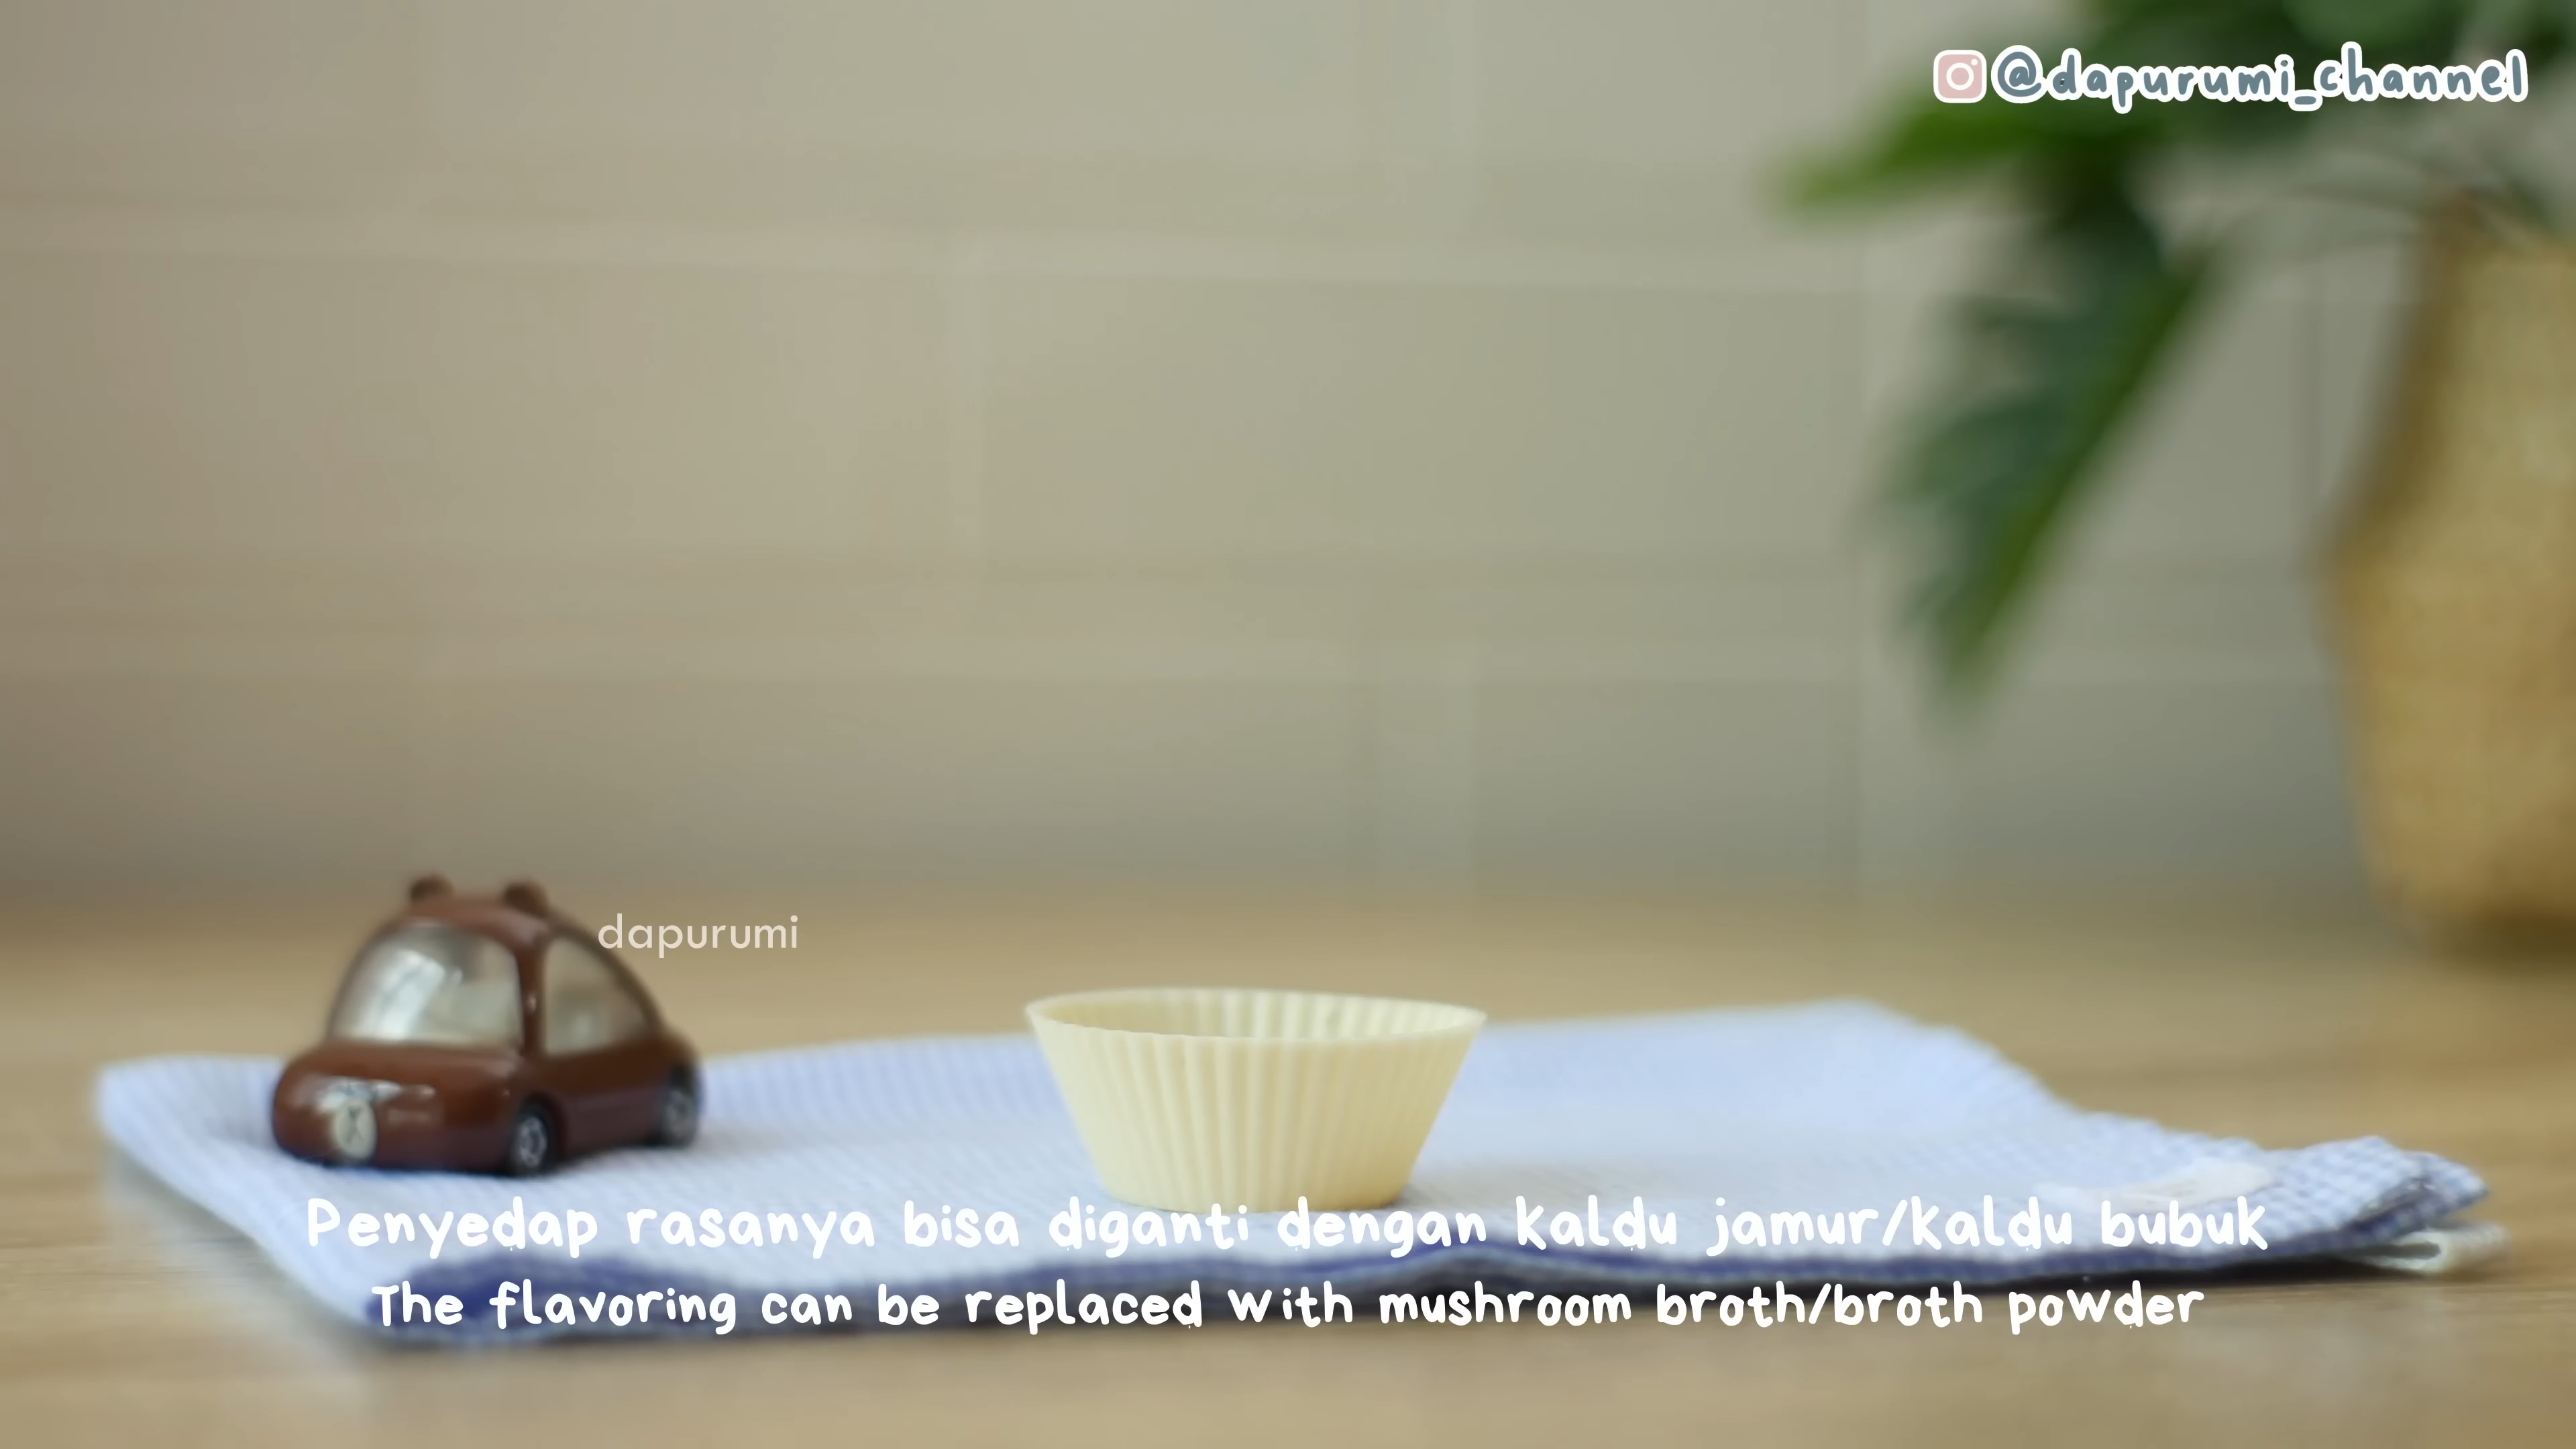 @dapurumi_channel
dapurumi
Penyedap rasanya bisa diganti dengan kaldu jamur/kaldu bubuk
The flavoring can be replaced with mushroom broth/broth powder